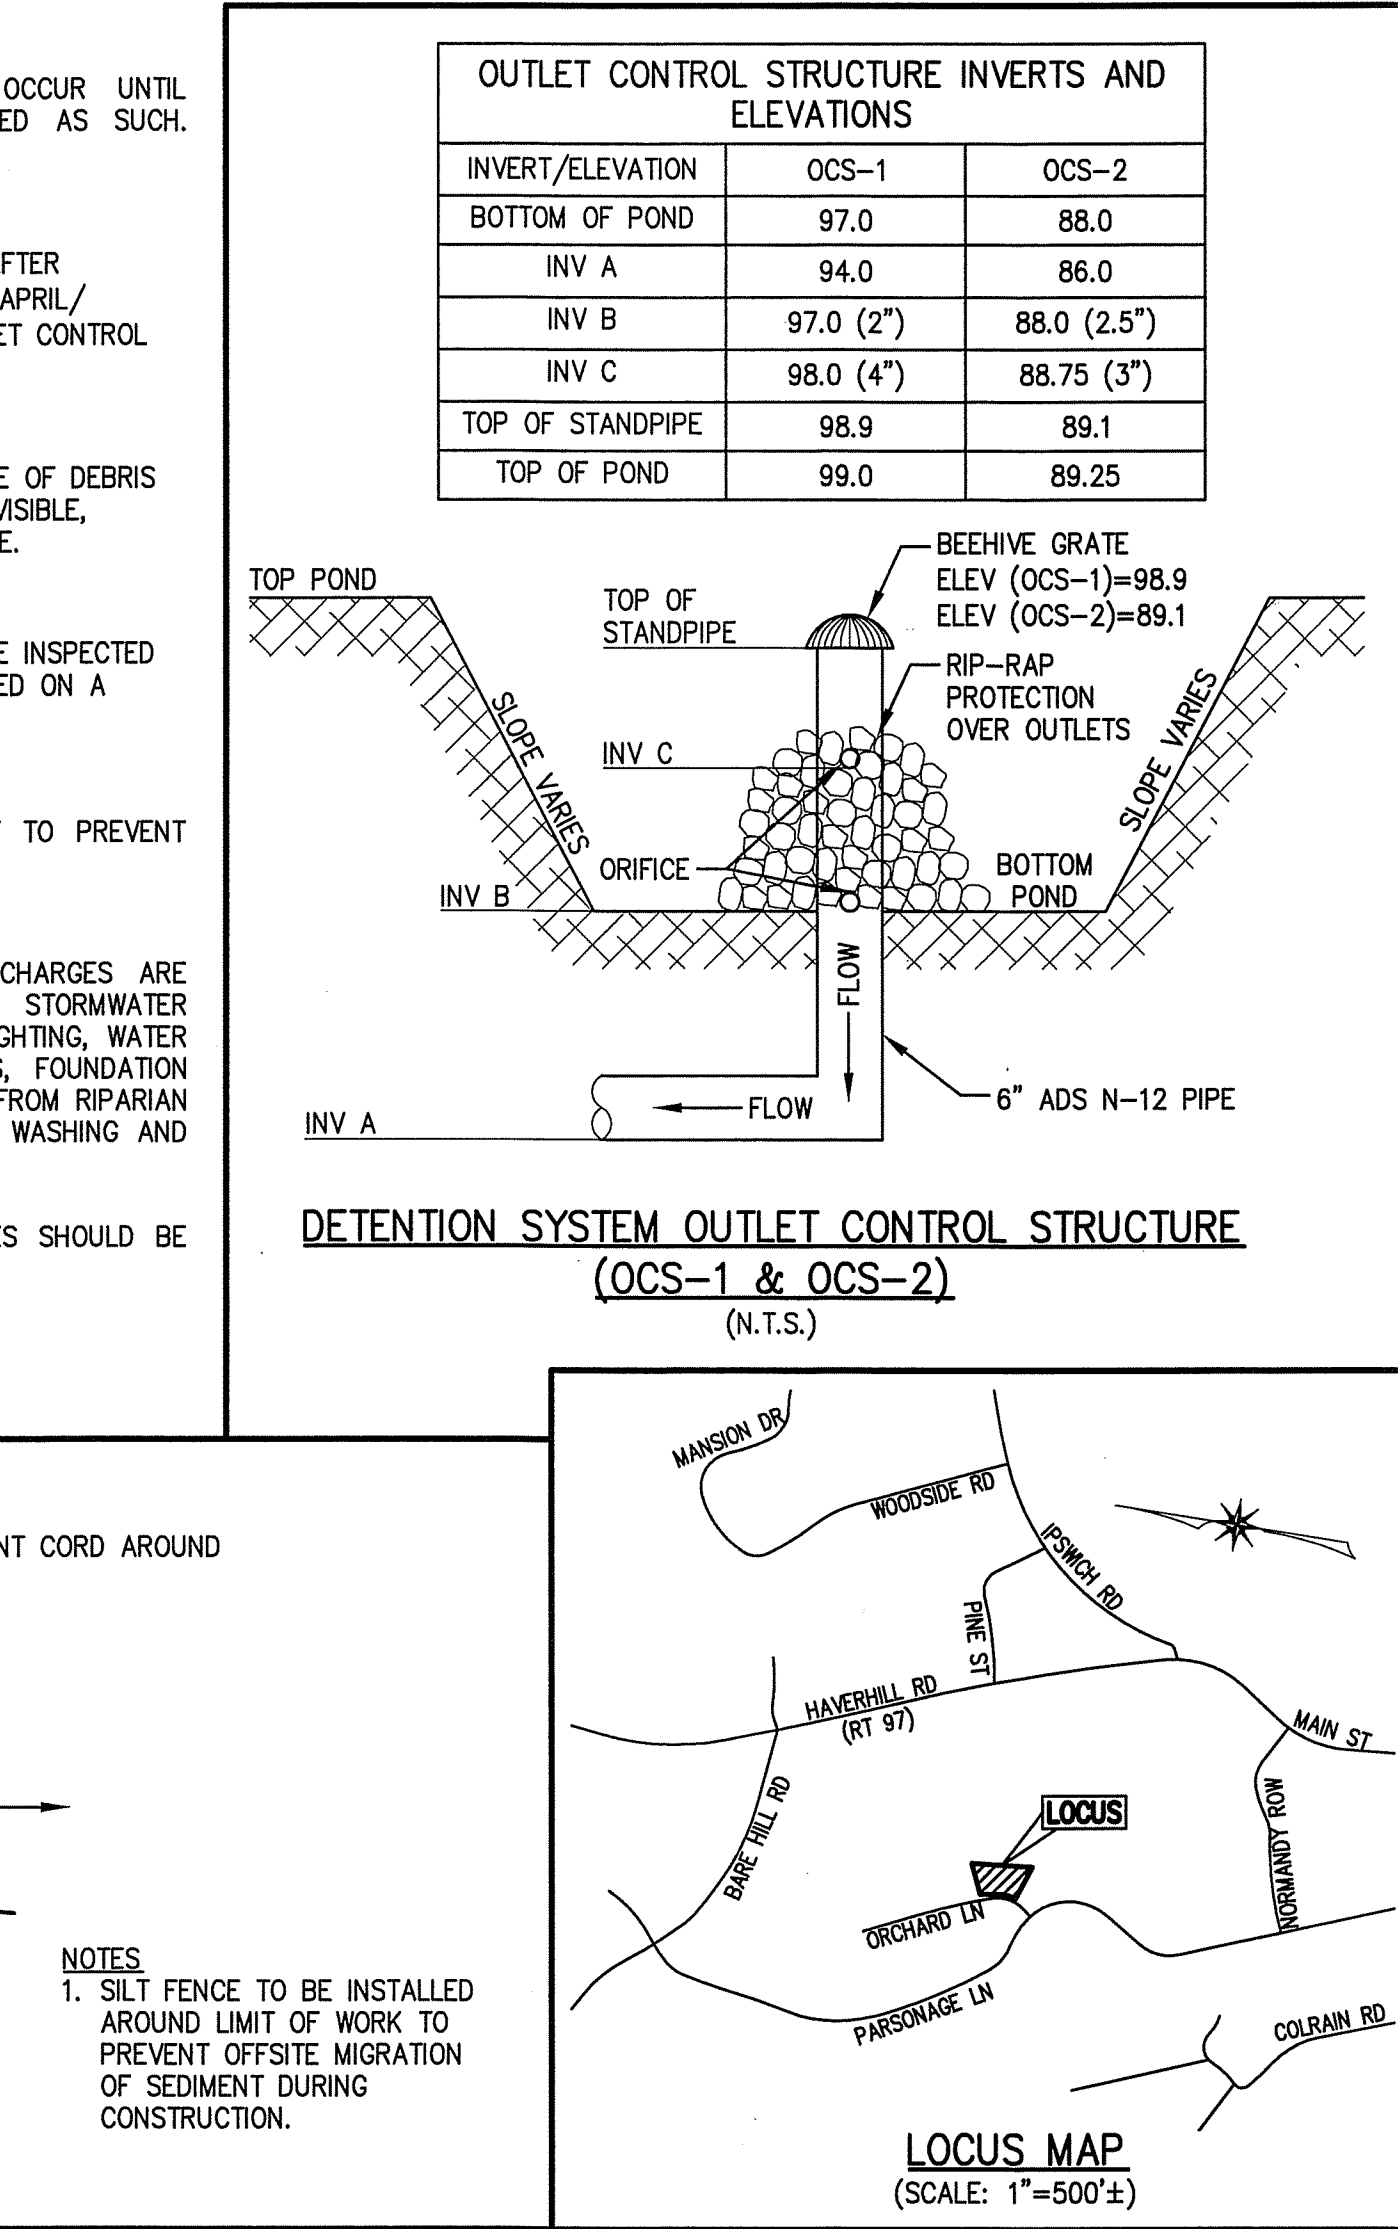 OCCUR UNTIL
ED AS SUCH.
FTER
APRIL/
ET CONTROL
E OF DEBRIS
VISIBLE,
E.
E INSPECTED
ED ON A
TO PREVENT
CHARGES ARE
STORMWATER
GHTING, WATER
S, FOUNDATION
FROM RIPARIAN
WASHING AND
ES SHOULD BE
OUTLET CONTROL STRUCTURE INVERTS AND
ELEVATIONS
INVERT/ELEVATION OCS-1 OCS-2
BOTTOM OF POND 97.0 88.0
INV A 94.0 86.0
INV B 97.0 (2") 88.0 (2.5")
INV C 98.0 (4") 88.75 (3")
TOP OF STANDPIPE 98.9 89.1
TOP OF POND 99.0 89.25
BEEHIVE GRATE
ELEV (OCS-1)=98.9
ELEV (OCS-2)=89.1
TOP POND
TOP OF
STANDPIPE
RIP-RAP
PROTECTION
OVER OUTLETS
SLOPE VARIES
SLOPE VARIES
INV C
ORIFICE
BOTTOM
POND
INV B
FLOW
6" ADS N-12 PIPE
FLOW
INV A
DETENTION SYSTEM OUTLET CONTROL STRUCTURE
(OCS-1 & OCS-2)
(N.T.S.)
NT CORD AROUND
NOTES
1. SILT FENCE TO BE INSTALLED
AROUND LIMIT OF WORK TO
PREVENT OFFSITE MIGRATION
OF SEDIMENT DURING
CONSTRUCTION.
MANSION DR
WOODSIDE RD
IPSWICH RD
PINE ST
HAVERHILL RD
(RT 97)
MAIN ST
BARE HILL RD
LOCUS
NORMANDY ROW
ORCHARD LN
PARSONAGE LN
COLRAIN RD
LOCUS MAP
(SCALE: 1"=500'±)